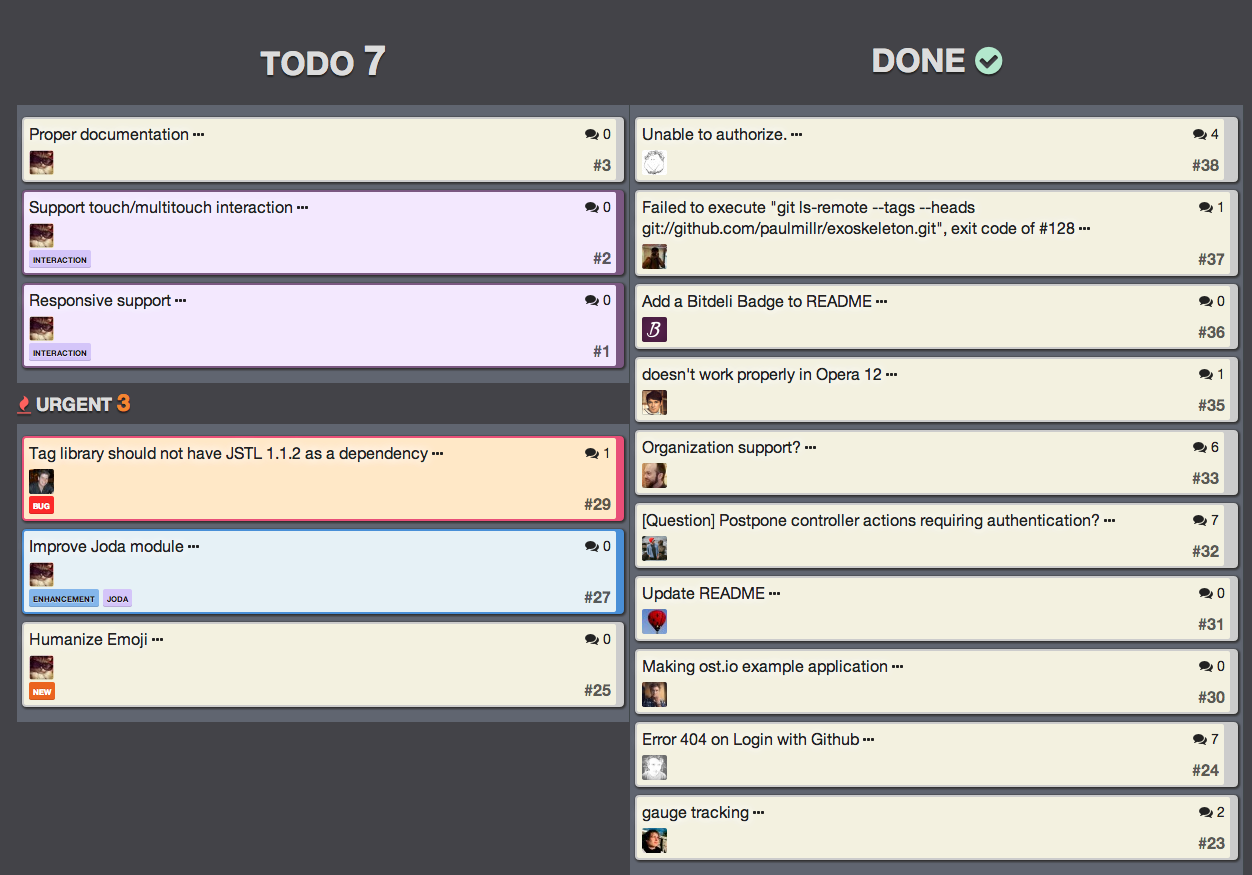 TODO 7
Proper documentation ···
0
#3
Support touch/multitouch interaction ···
0
INTERACTION
#2
Responsive support ···
0
INTERACTION
#1
URGENT 3
Tag library should not have JSTL 1.1.2 as a dependency ···
1
BUG
#29
Improve Joda module ···
0
ENHANCEMENT JODA
#27
Humanize Emoji ···
0
NEW
#25
DONE
Unable to authorize. ···
4
#38
Failed to execute "git ls-remote --tags --heads
1
git://github.com/paulmillr/exoskeleton.git", exit code of #128 ···
#37
Add a Bitdeli Badge to README ···
0
B
#36
doesn't work properly in Opera 12 ···
1
#35
Organization support? ···
6
#33
[Question] Postpone controller actions requiring authentication? ···
7
#32
Update README ···
0
#31
Making ost.io example application ···
0
#30
Error 404 on Login with Github ···
7
#24
gauge tracking ···
2
#23